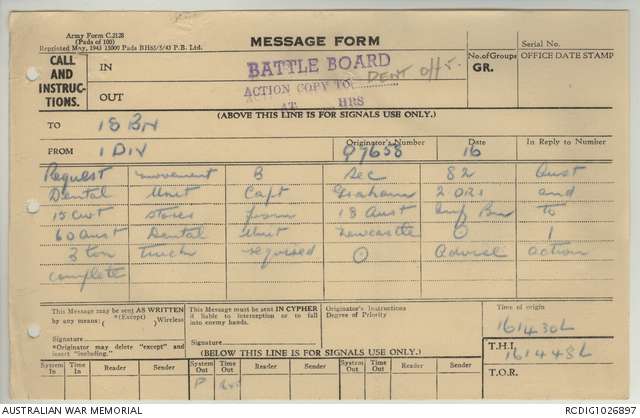 Army Form C.2128
(Pads of 100)
Reprinted May, 1943 15000 Pads BH63/5/43 P.B. Ltd.
MESSAGE FORM
Serial No.
CALL AND INSTRUCTIONS.
IN
OUT
BATTLE BOARD
ACTION COPY TO: DENT Offr.
AT HRS
No. of Groups
GR.
OFFICE DATE STAMP
(ABOVE THIS LINE IS FOR SIGNALS USE ONLY.)
TO 18 BN
FROM 1 DIV
Originator's Number Q7658
Date 16
In Reply to Number
Request movement B Sec 82 Aust
Dental Unit Capt Graham 2 ORs and
15 cwt stores from 18 Aust Inf Bn to
60 Aust Dental Unit Newcastle O 1
3 ton truck required O Advise action
complete
This Message may be sent AS WRITTEN by any means. *(Except) Wireless
Signature
*Originator may delete "except" and insert "including."
This Message must be sent IN CYPHER if liable to interception or to fall into enemy hands.
Signature
Originator's Instructions
Degree of Priority
Time of origin
161430L
T.H.I.
161448L
T.O.R.
(BELOW THIS LINE IS FOR SIGNALS USE ONLY.)
System In Time In Reader Sender System Out Time Out Reader Sender System Out Time Out Reader Sender
P
AUSTRALIAN WAR MEMORIAL
RCDIG1026897